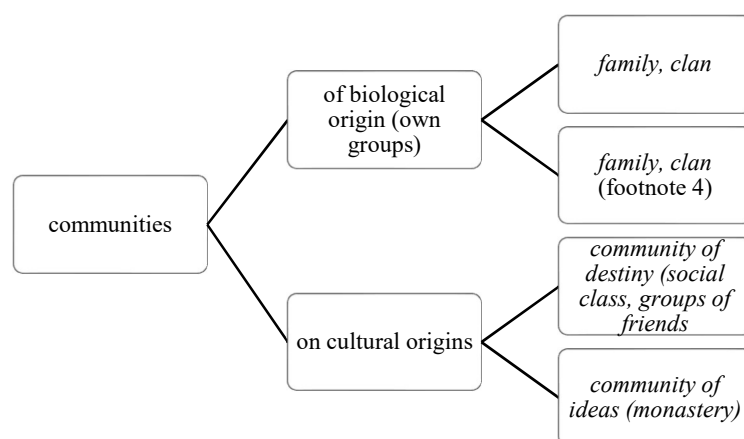 communities
of biological
origin (own
groups)
family, clan
family, clan
(footnote 4)
on cultural origins
community of
destiny (social
class, groups of
friends
community of
ideas (monastery)